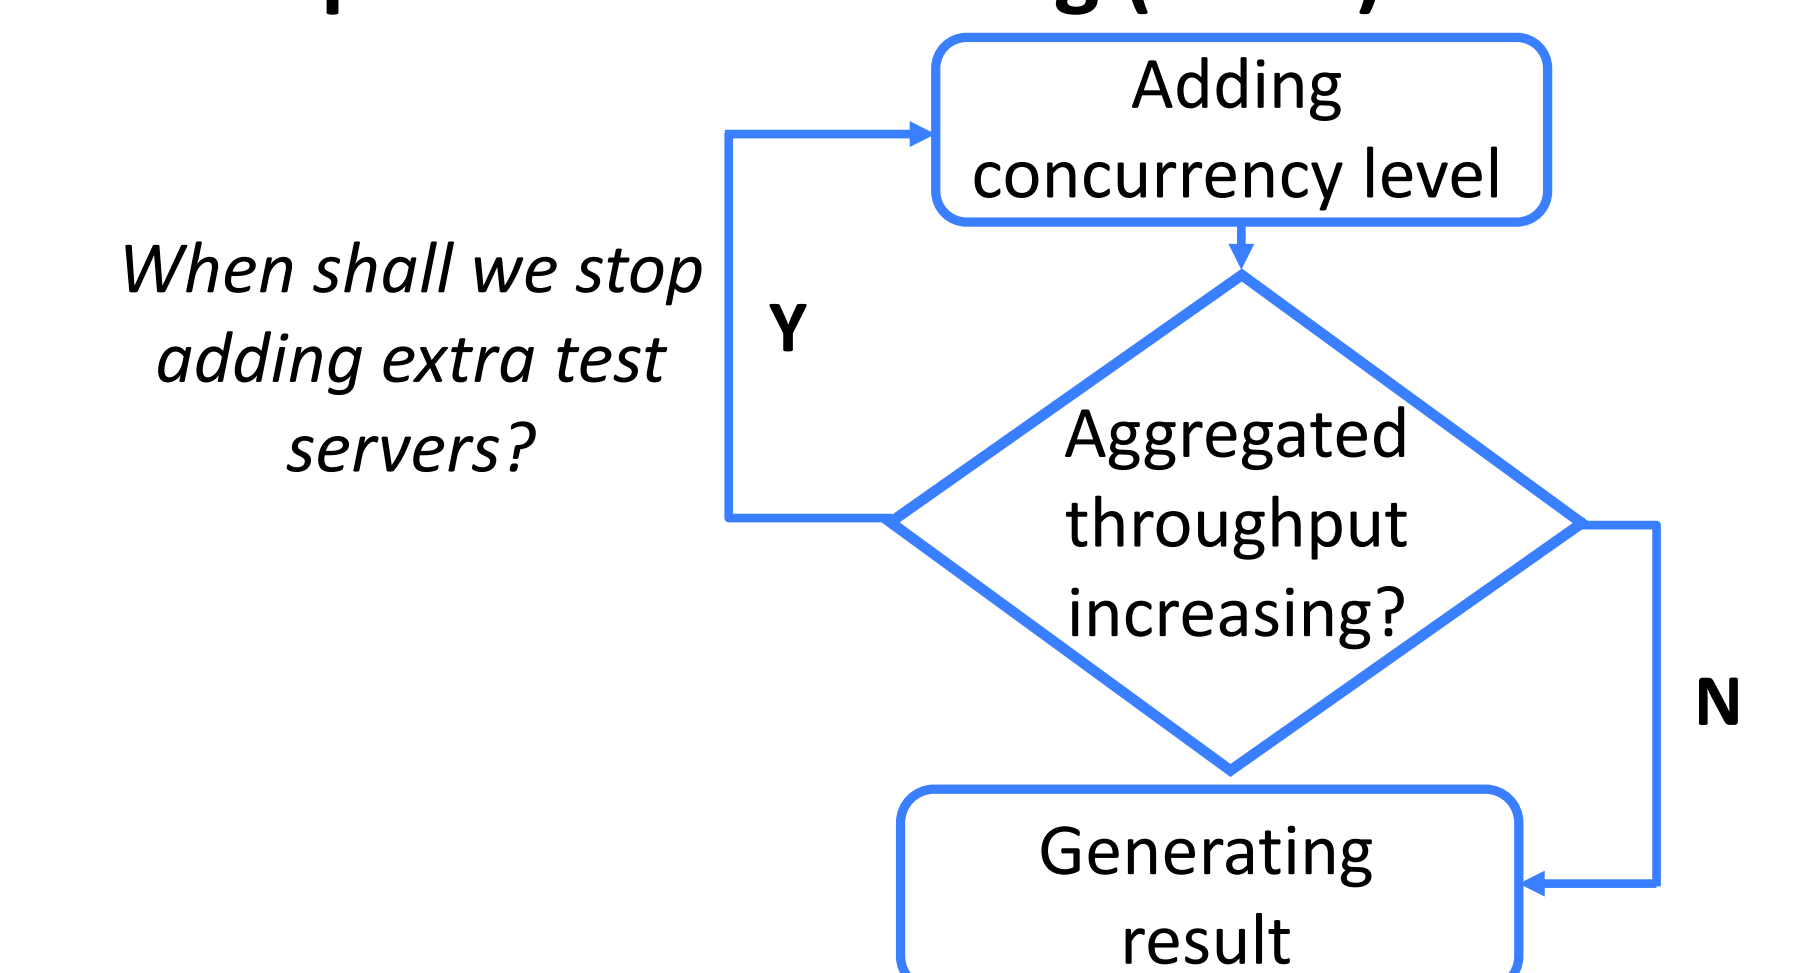 Adding
concurrency level
When shall we stop
adding extra test
servers?
Y
Aggregated
throughput
increasing?
N
Generating
result